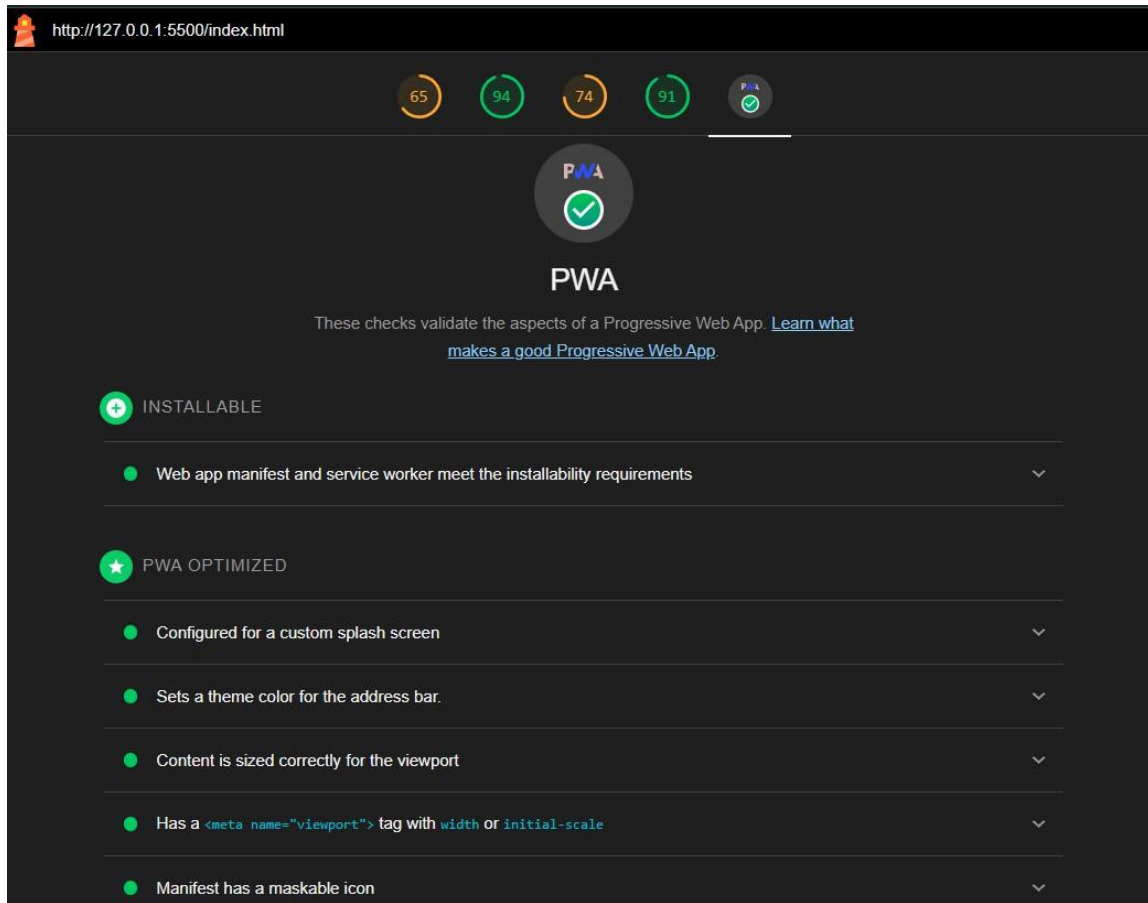 http://127.0.0.1:5500/index.html
65 94 74 91 PWA
PWA
PWA
These checks validate the aspects of a Progressive Web App. Learn what
makes a good Progressive Web App.
INSTALLABLE
Web app manifest and service worker meet the installability requirements
PWA OPTIMIZED
Configured for a custom splash screen
Sets a theme color for the address bar.
Content is sized correctly for the viewport
Has a <meta name="viewport"> tag with width or initial-scale
Manifest has a maskable icon